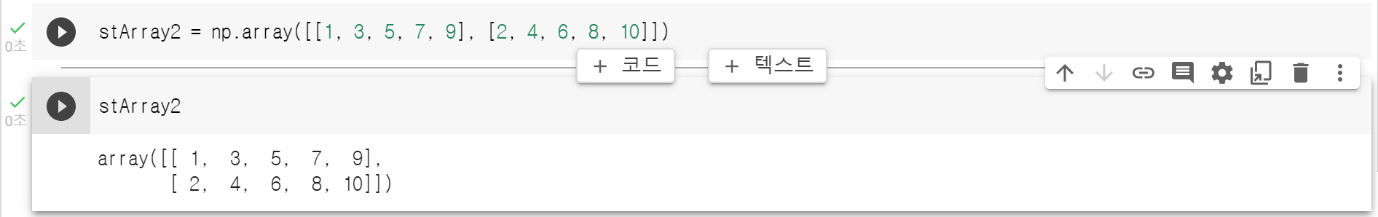 stArray2 = np.array([[1, 3, 5, 7, 9], [2, 4, 6, 8, 10]])
0초
+ 코드 + 텍스트
stArray2
0초
array([[ 1,  3,  5,  7,  9],
       [ 2,  4,  6,  8, 10]])